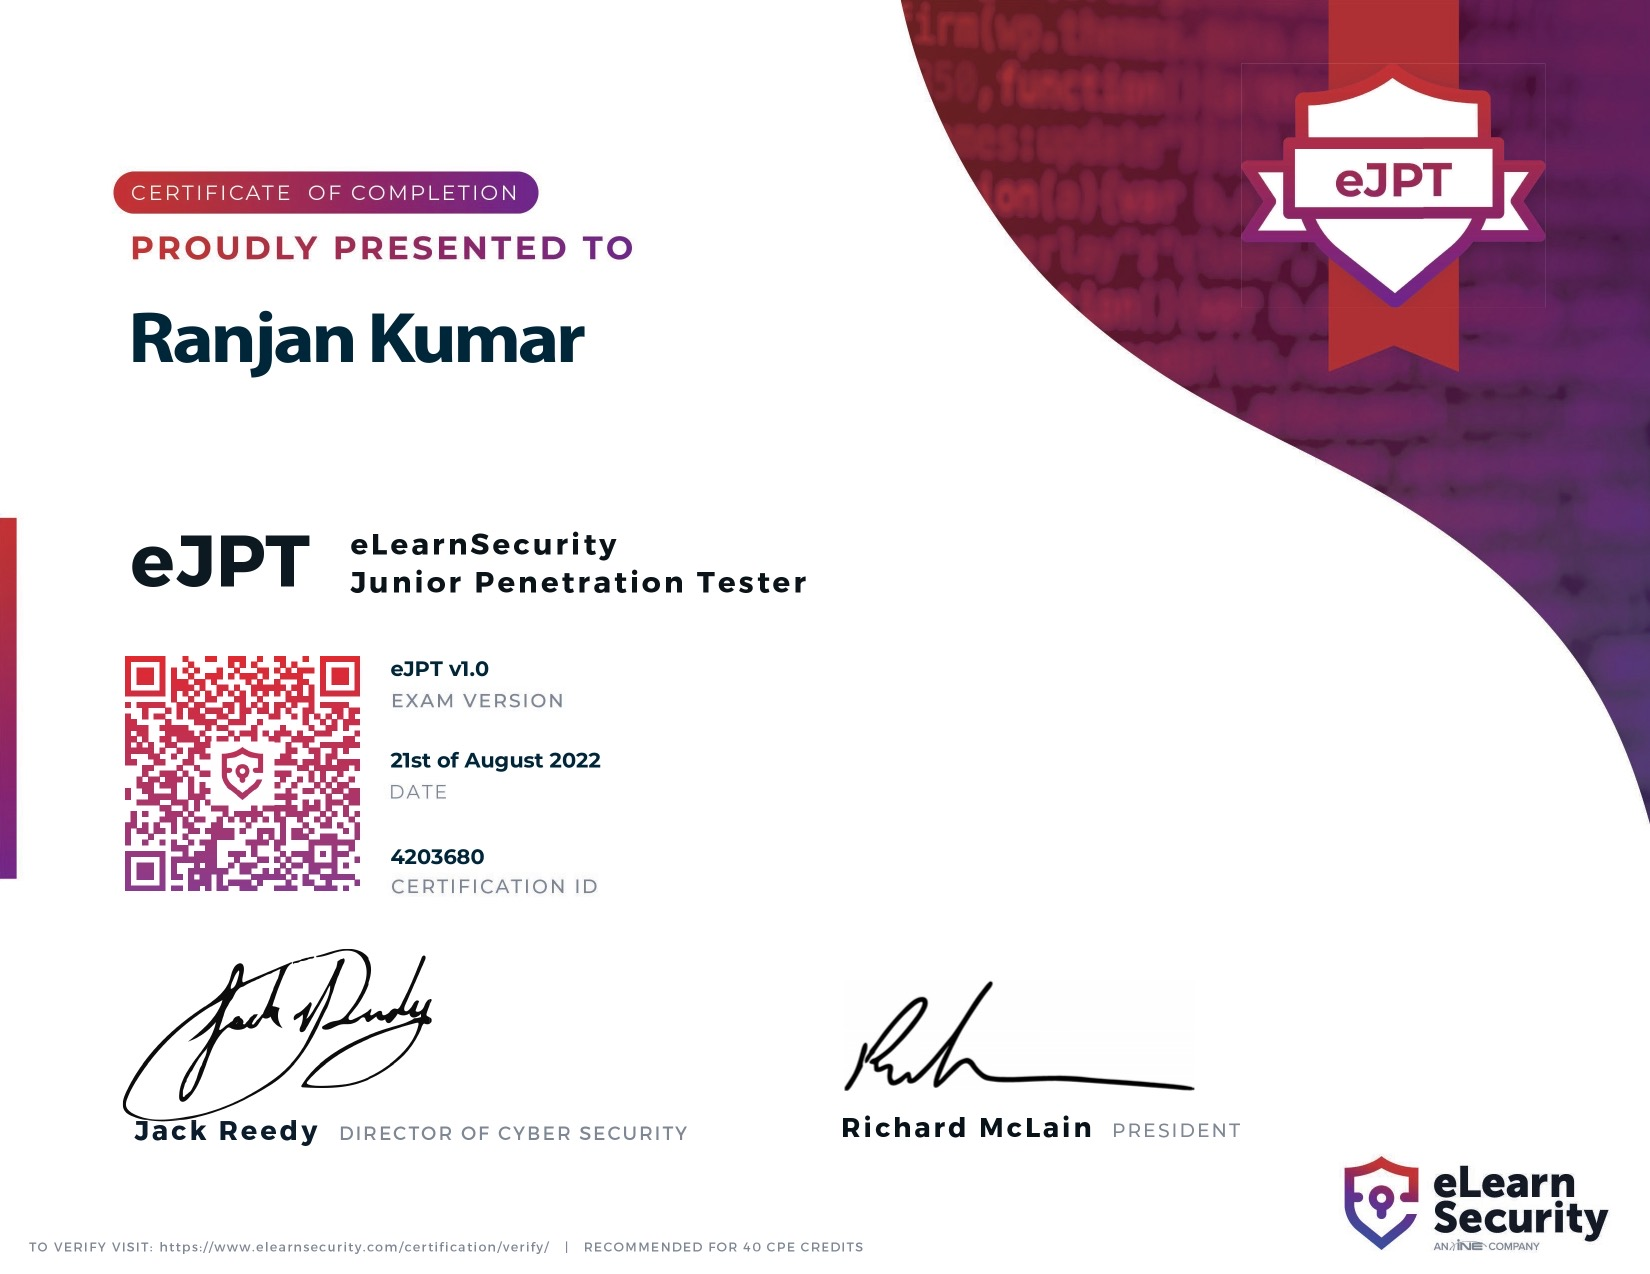 CERTIFICATE OF COMPLETION
PROUDLY PRESENTED TO
Ranjan Kumar
eJPT
eJPT
eLearnSecurity
Junior Penetration Tester
eJPT v1.0
EXAM VERSION
21st of August 2022
DATE
4203680
CERTIFICATION ID
Jack Reedy DIRECTOR OF CYBER SECURITY
Richard McLain PRESIDENT
eLearn
Security
AN INE COMPANY
TO VERIFY VISIT: https://www.elearnsecurity.com/certification/verify/ | RECOMMENDED FOR 40 CPE CREDITS